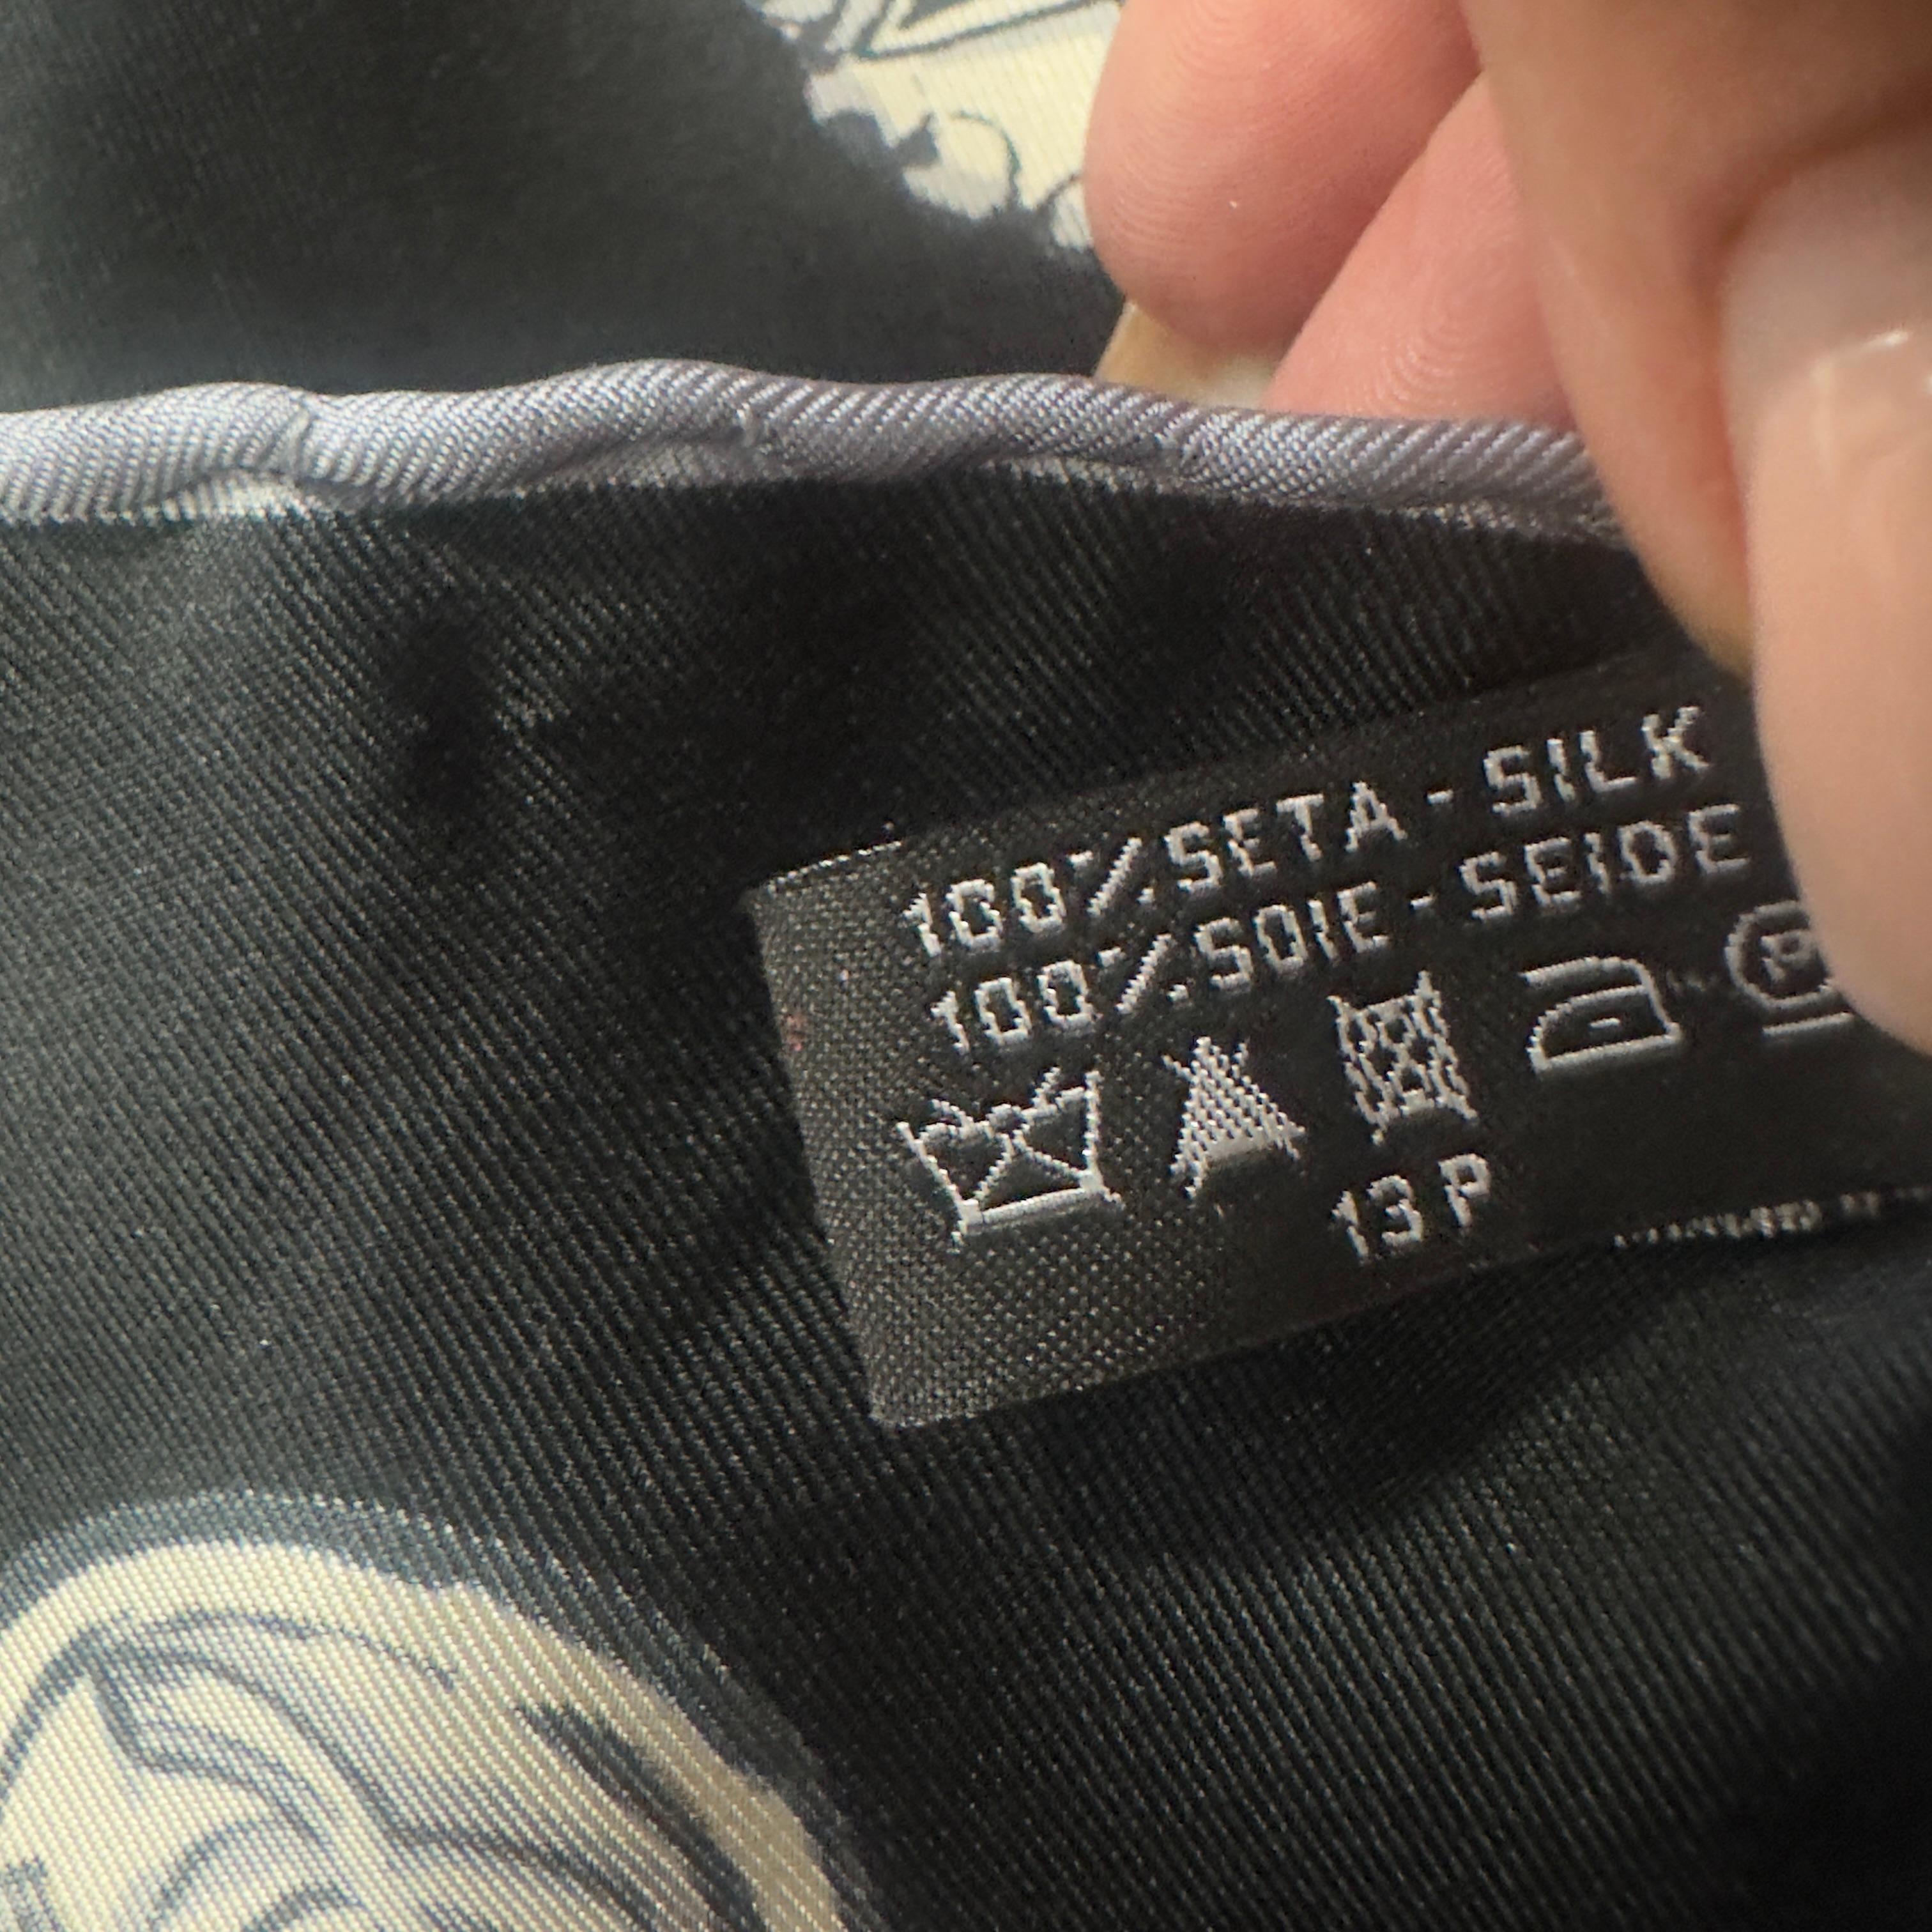 100% SETA - SILK
100% SOIE - SEIDE
P
13 P